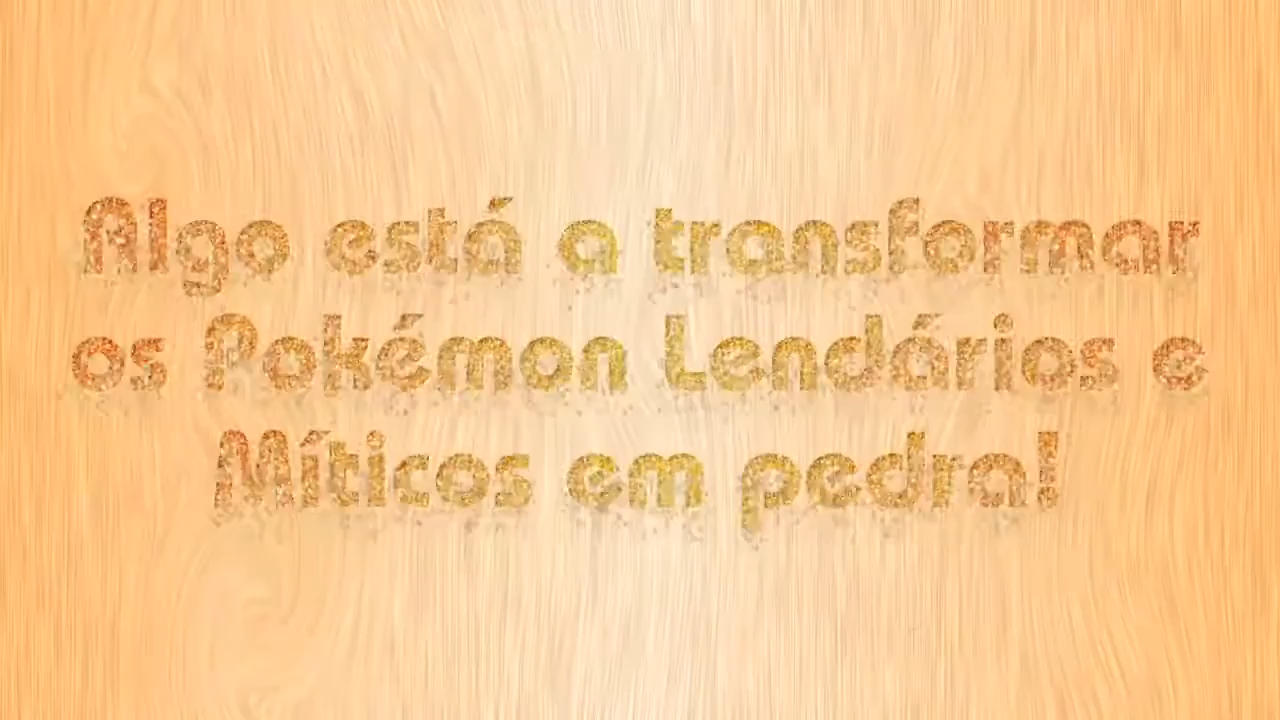 Algo está a transformar
os Pokémon Lendários e
Míticos em pedra!